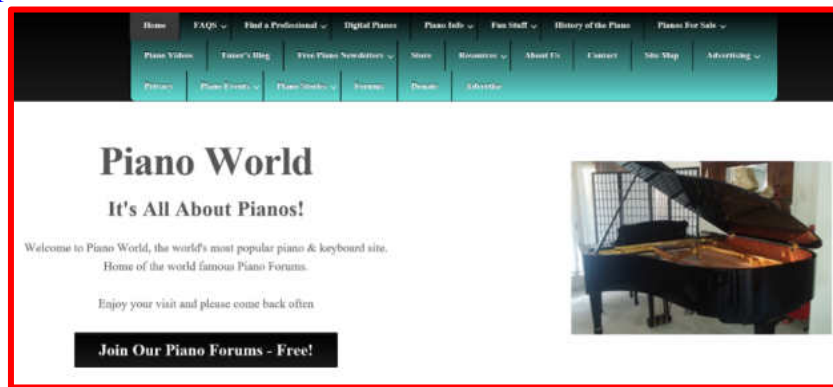 Home FAQS Find a Professional Digital Pianos Piano Info Fun Stuff History of the Piano Pianos For Sale
Piano Videos Tuner's Blog Free Piano Newsletters Store Resources About Us Contact Site Map Advertising
Privacy Piano Events Piano Stories Forums Donate Advertise
Piano World
It's All About Pianos!
Welcome to Piano World, the world's most popular piano & keyboard site.
Home of the world famous Piano Forums.
Enjoy your visit and please come back often
Join Our Piano Forums - Free!